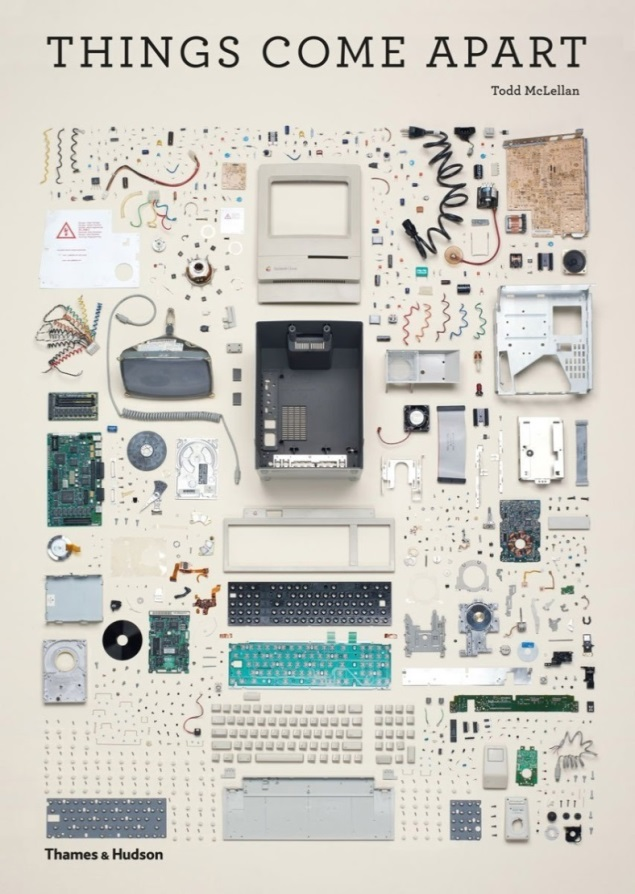 THINGS COME APART
Todd McLellan
Thames & Hudson